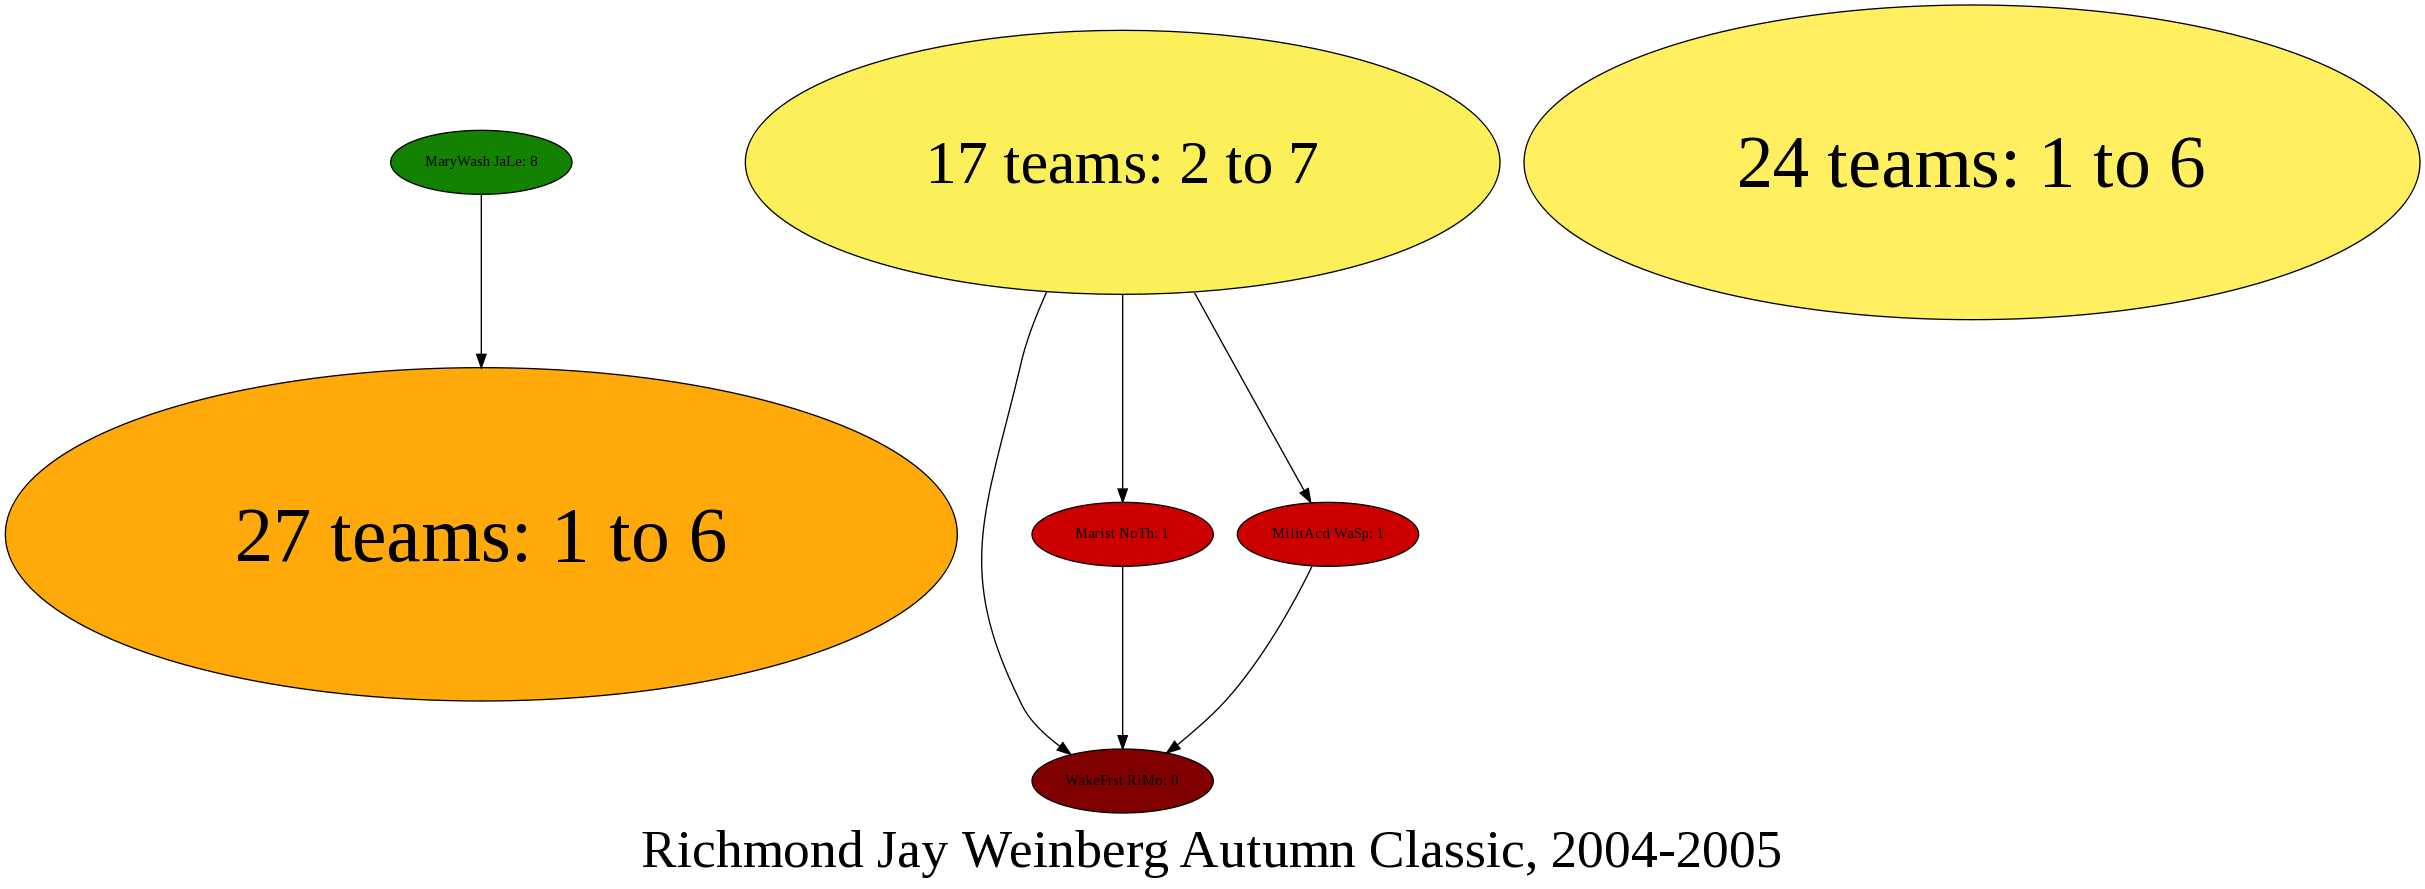 MaryWash JaLe: 8
17 teams: 2 to 7
24 teams: 1 to 6
27 teams: 1 to 6
Marist NoTh: 1
MilitAcd WaSp: 1
WakeFrst RiMo: 0
Richmond Jay Weinberg Autumn Classic, 2004-2005